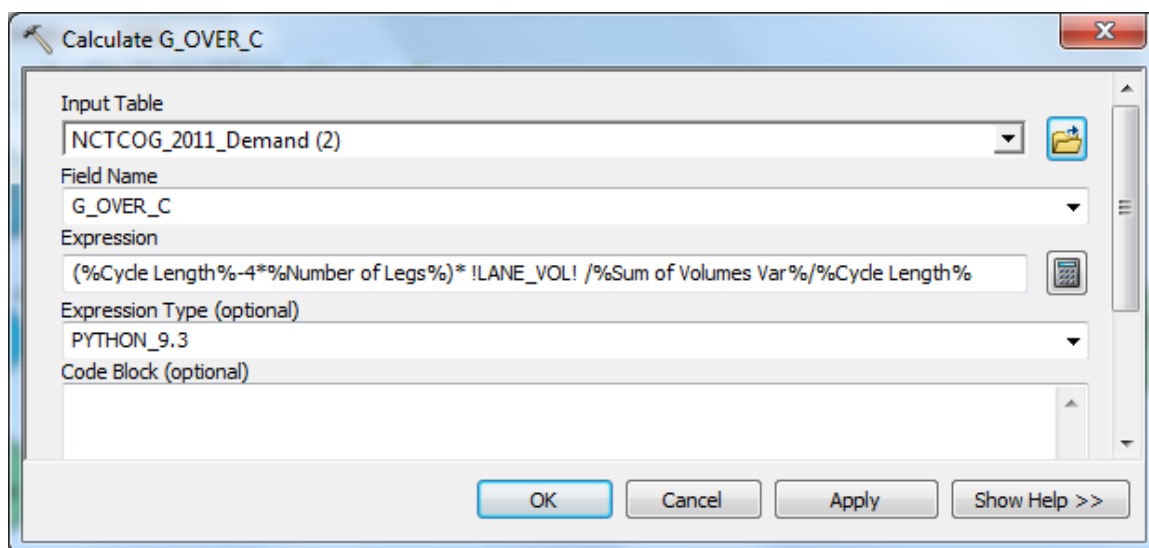 Calculate G_OVER_C
Input Table
NCTCOG_2011_Demand (2)
Field Name
G_OVER_C
Expression
(%Cycle Length%-4*%Number of Legs%)* !LANE_VOL! /%Sum of Volumes Var%/%Cycle Length%
Expression Type (optional)
PYTHON_9.3
Code Block (optional)
OK Cancel Apply Show Help >>